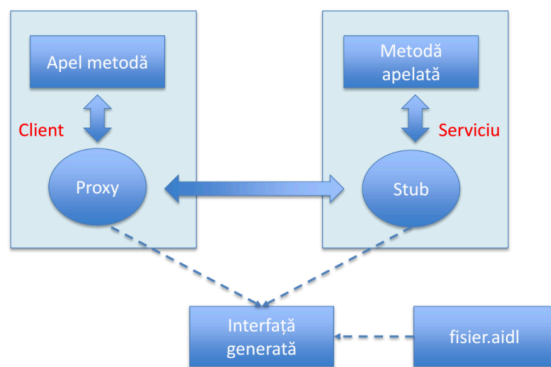 Apel metodă
Metodă
apelată
Client
Serviciu
Proxy
Stub
Interfață
generată
fisier.aidl